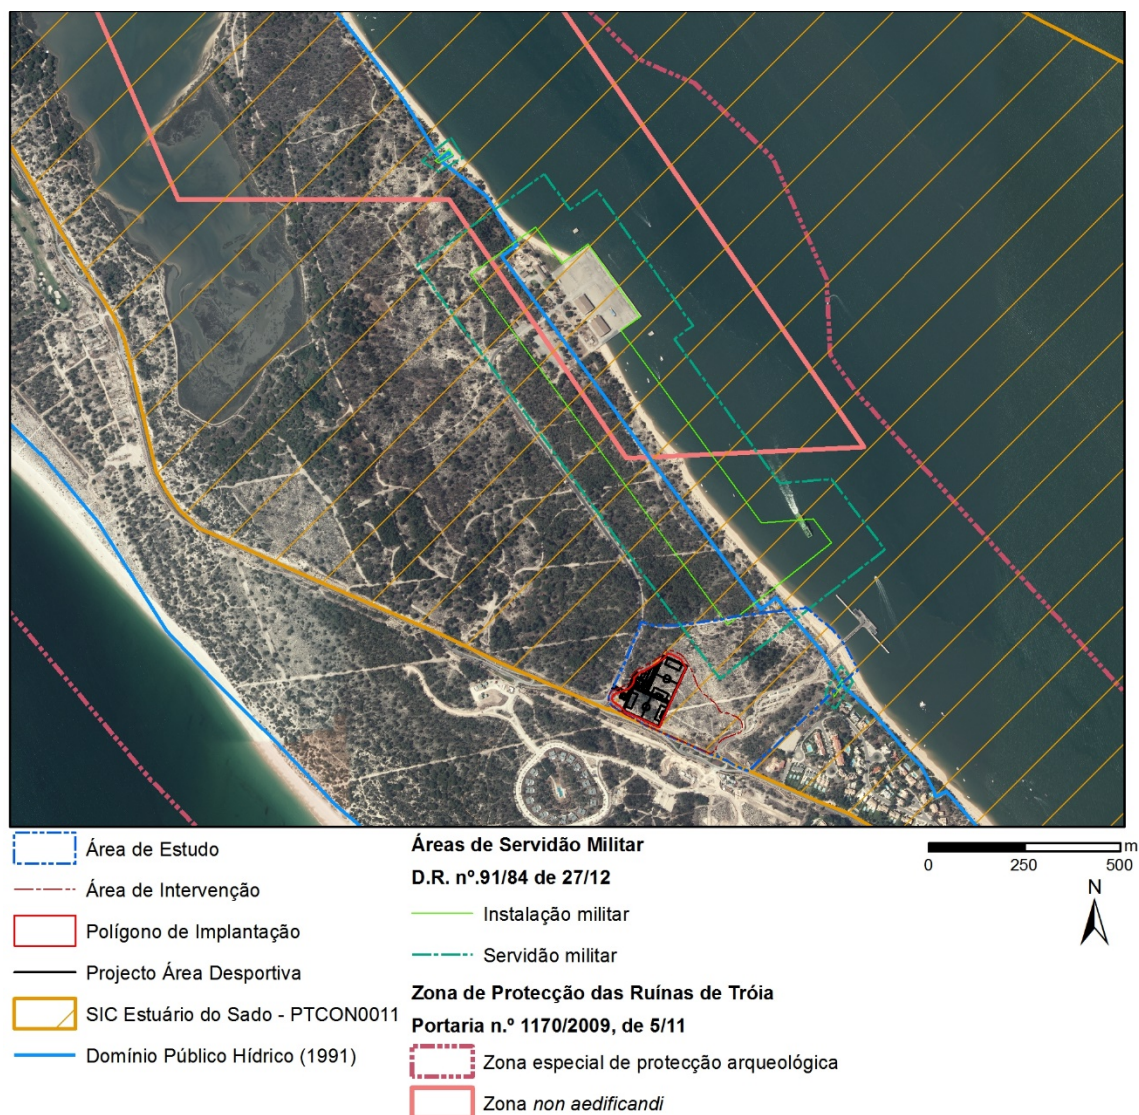 Área de Estudo
Área de Intervenção
Polígono de Implantação
Projecto Área Desportiva
SIC Estuário do Sado - PTCON0011
Domínio Público Hídrico (1991)
Áreas de Servidão Militar
D.R. nº.91/84 de 27/12
Instalação militar
Servidão militar
Zona de Protecção das Ruínas de Tróia
Portaria n.º 1170/2009, de 5/11
Zona especial de protecção arqueológica
Zona non aedificandi
m
0 250 500
N